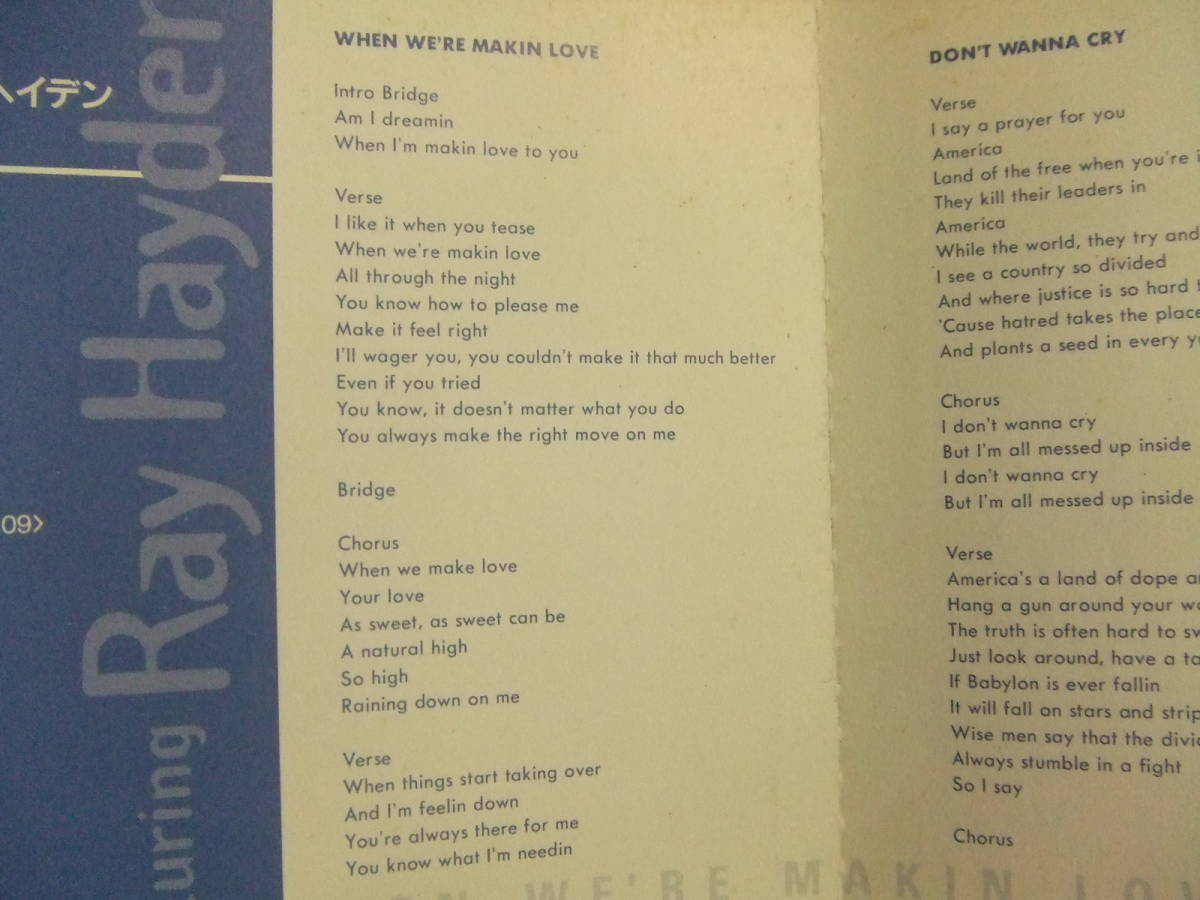 ヘイデン
09>
Ray Hayden
WHEN WE'RE MAKIN LOVE
Intro Bridge
Am I dreamin
When I'm makin love to you
Verse
I like it when you tease
When we're makin love
All through the night
You know how to please me
Make it feel right
I'll wager you, you couldn't make it that much better
Even if you tried
You know, it doesn't matter what you do
You always make the right move on me
Bridge
Chorus
When we make love
Your love
As sweet, as sweet can be
A natural high
So high
Raining down on me
Verse
When things start taking over
And I'm feelin down
You're always there for me
You know what I'm needin
DON'T WANNA CRY
Verse
I say a prayer for you
America
Land of the free when you're
They kill their leaders in
America
While the world, they try and
I see a country so divided
And where justice is so hard
'Cause hatred takes the place
And plants a seed in every
Chorus
I don't wanna cry
But I'm all messed up inside
I don't wanna cry
But I'm all messed up inside
Verse
America's a land of dope
Hang a gun around your
The truth is often hard to
Just look around, have a
If Babylon is ever fallin
It will fall on stars and
Wise men say that the
Always stumble in a fight
So I say
Chorus
WE'RE MAKIN